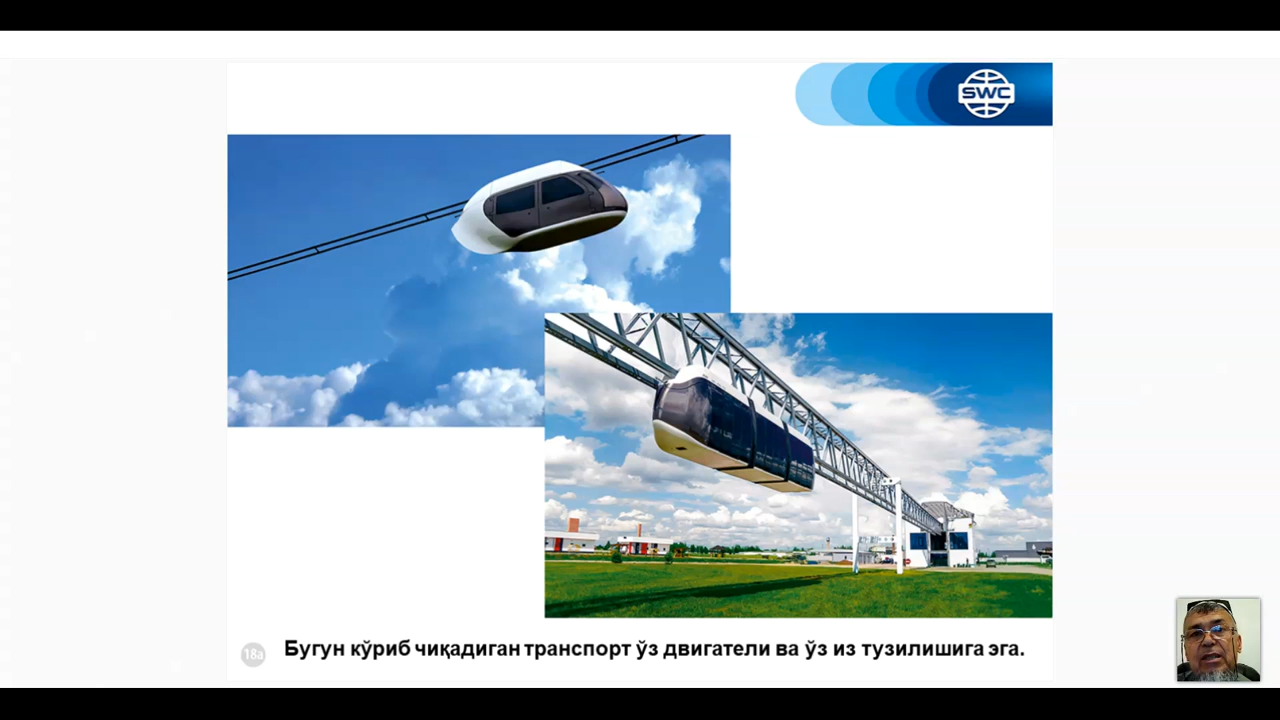 SWC
18a
Бугун кўриб чиқадиган транспорт ўз двигатели ва ўз из тузилишига эга.